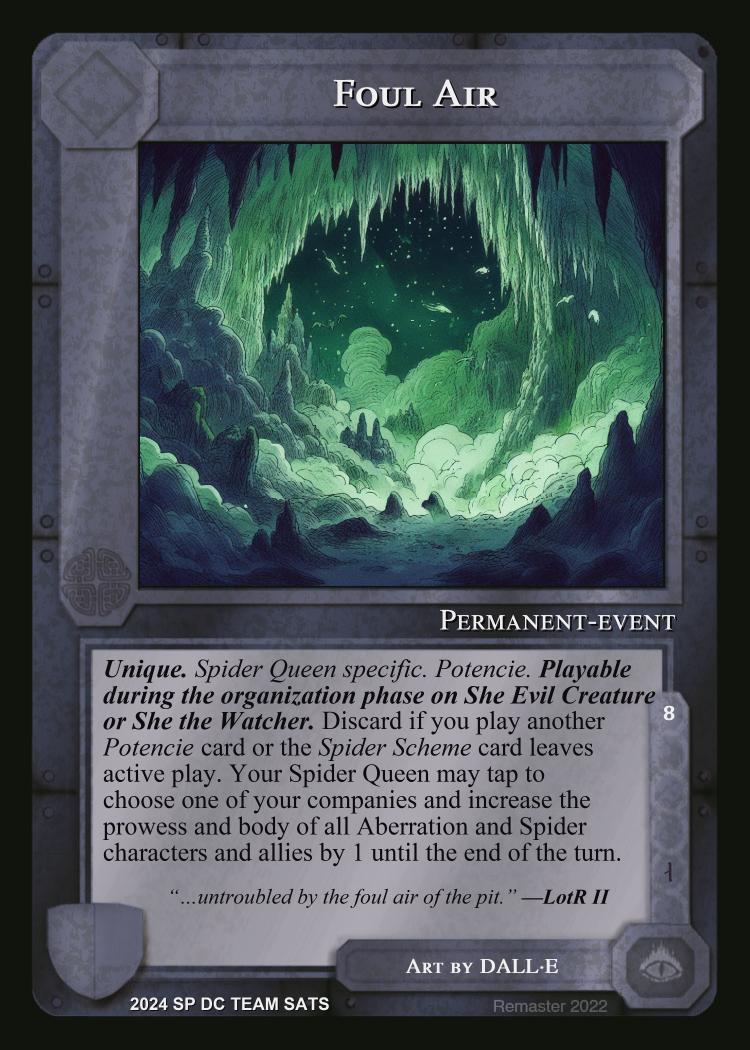 Foul Air
Permanent-event
Unique. Spider Queen specific. Potencie. Playable
during the organization phase on She Evil Creature
or She the Watcher. Discard if you play another
Potencie card or the Spider Scheme card leaves
active play. Your Spider Queen may tap to
choose one of your companies and increase the
prowess and body of all Aberration and Spider
characters and allies by 1 until the end of the turn.
8
“...untroubled by the foul air of the pit.” —LotR II
Art by DALL·E
2024 SP DC TEAM SATS
Remaster 2022